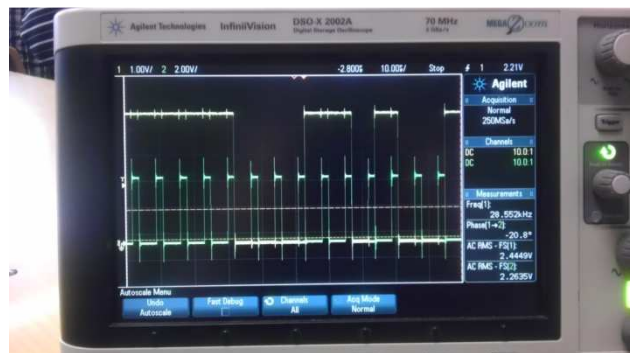 Agilent Technologies InfiniiVision DSO-X 2002A 70 MHz MEGA Zoom
Digital Storage Oscilloscope
1 1.00V/ 2 2.00V/ -2.800s 10.00s/ Stop 1 2.21V
Agilent
Acquisition
Normal
250MSa/s
Channels
DC 10.0:1
DC 10.0:1
Measurements
Freq(1):
28.552kHz
Phase(1→2):
-20.8°
AC RMS - FS(1):
2.4449V
AC RMS - FS(2):
2.2635V
Autoscale Menu
Undo Autoscale
Fast Debug
Channels All
Acq Mode Normal
Trigger